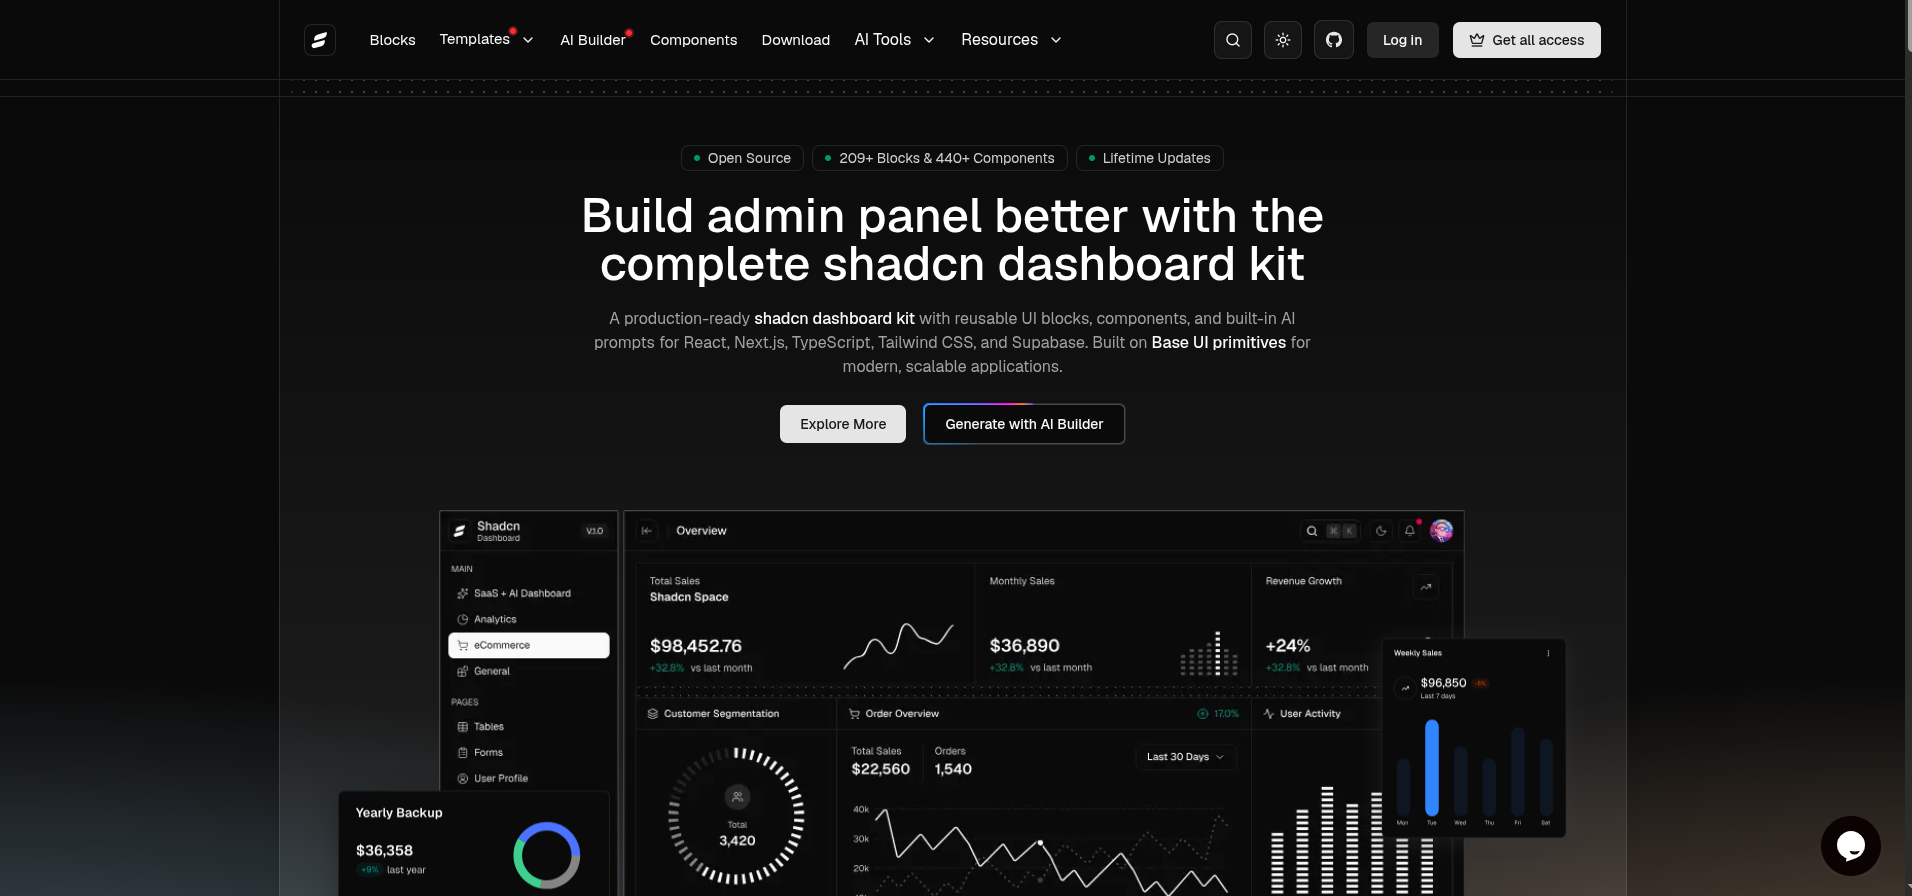 Blocks
Templates
AI Builder
Components
Download
AI Tools
Resources
Log in
Get all access
Open Source
209+ Blocks & 440+ Components
Lifetime Updates
Build admin panel better with the
complete shadcn dashboard kit
A production-ready shadcn dashboard kit with reusable UI blocks, components, and built-in AI
prompts for React, Next.js, TypeScript, Tailwind CSS, and Supabase. Built on Base UI primitives for
modern, scalable applications.
Explore More
Generate with AI Builder
Shadcn
Dashboard
V1.0
MAIN
SaaS + AI Dashboard
Analytics
eCommerce
General
PAGES
Tables
Forms
User Profile
Yearly Backup
$36,358
+9% last year
Overview
⌘ K
Total Sales
Shadcn Space
$98,452.76
+32.8% vs last month
Monthly Sales
$36,890
+32.8% vs last month
Revenue Growth
+24%
+32.8% vs last month
Customer Segmentation
Total
3,420
Order Overview
17.0%
Total Sales
$22,560
Orders
1,540
Last 30 Days
40k
30k
20k
User Activity
Weekly Sales
$96,850
-5%
Last 7 days
Mon Tue Wed Thu Fri Sat